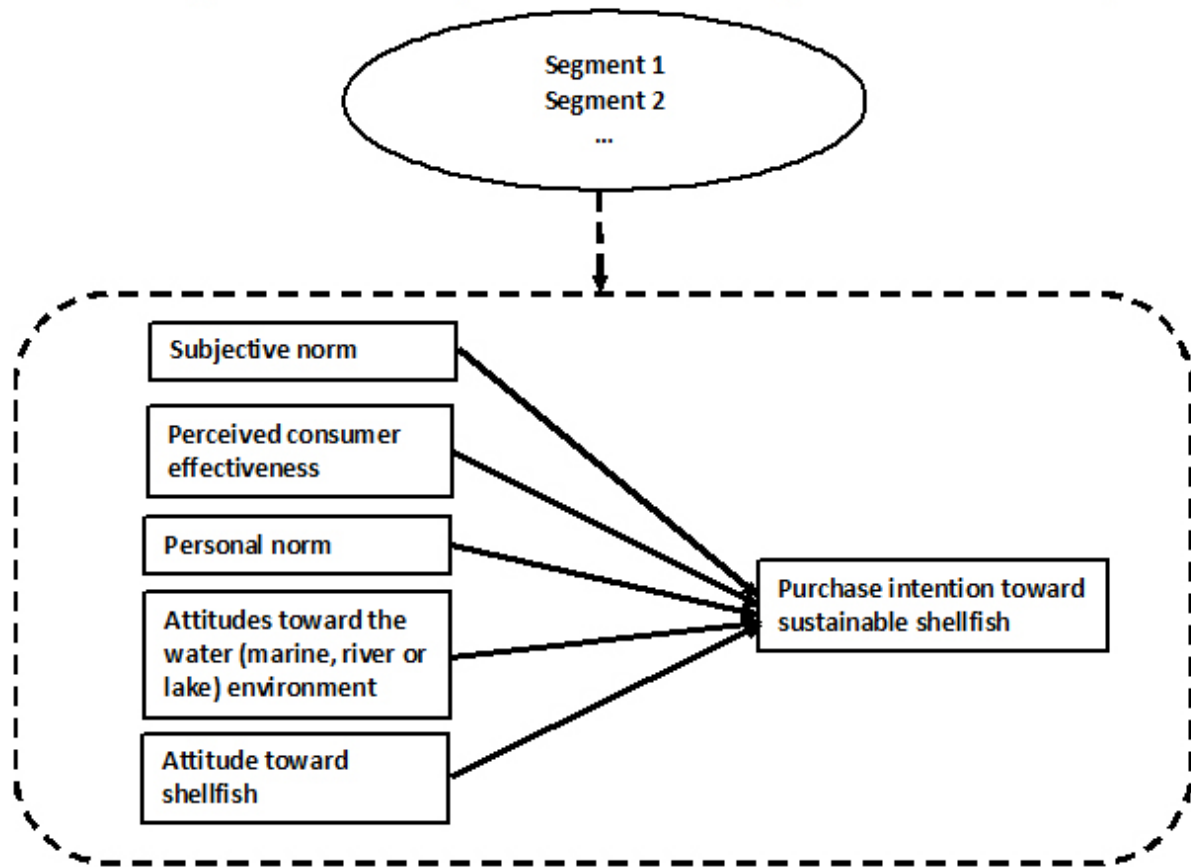 Segment 1
Segment 2
...
Subjective norm
Perceived consumer
effectiveness
Personal norm
Attitudes toward the
water (marine, river or
lake) environment
Attitude toward
shellfish
Purchase intention toward
sustainable shellfish